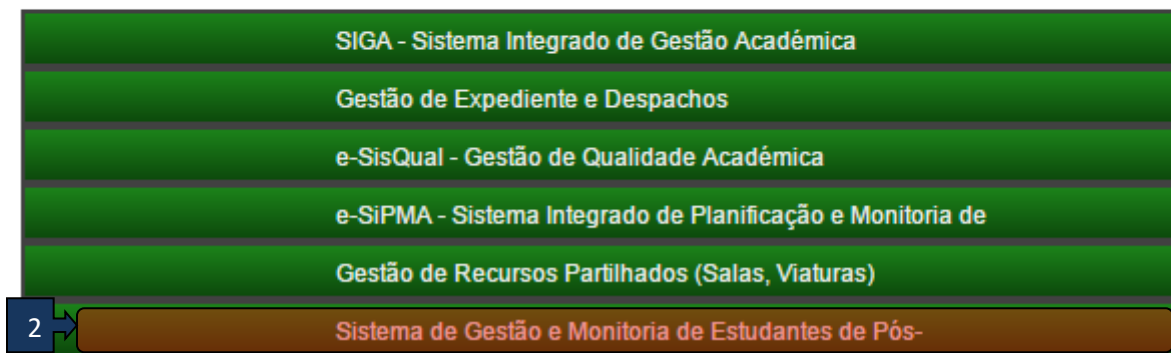 SIGA - Sistema Integrado de Gestão Académica
Gestão de Expediente e Despachos
e-SisQual - Gestão de Qualidade Académica
e-SiPMA - Sistema Integrado de Planificação e Monitoria de
Gestão de Recursos Partilhados (Salas, Viaturas)
2 Sistema de Gestão e Monitoria de Estudantes de Pós-